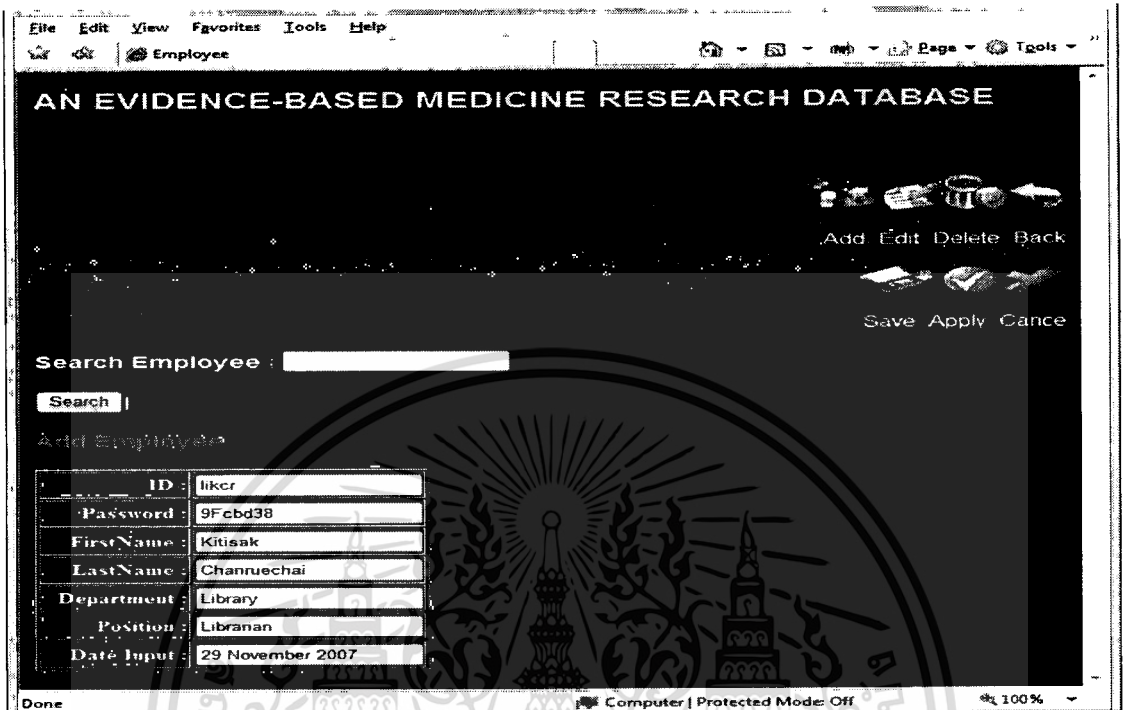 File Edit View Favorites Tools Help
Employee
Page Tools
AN EVIDENCE-BASED MEDICINE RESEARCH DATABASE
Add Edit Delete Back
Save Apply Cance
Search Employee :
Search
Add Employee
ID : likcr
Password : 9Fcbd38
FirstName : Kitisak
LastName : Chanruechai
Department : Library
Position : Libranan
Date Input : 29 November 2007
Done
Computer | Protected Mode: Off
100%